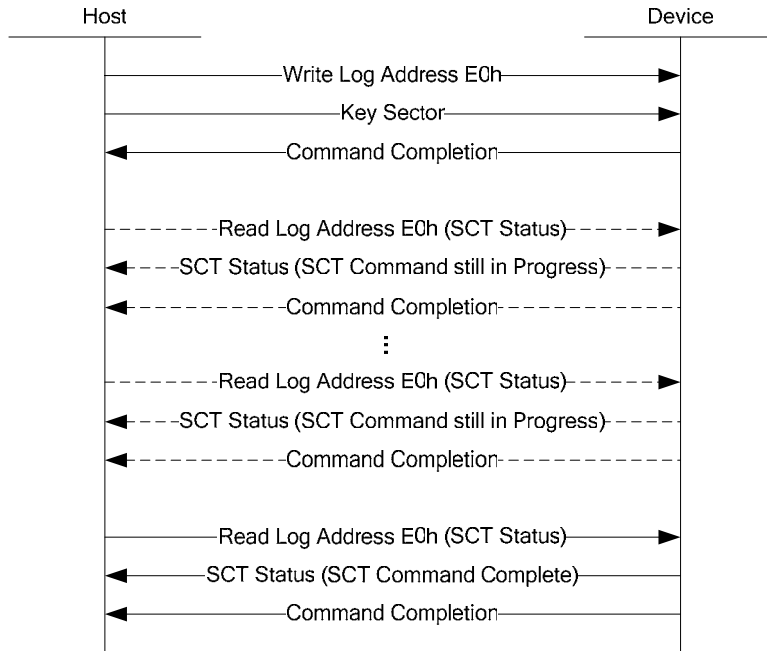 Host
Device
Write Log Address E0h
Key Sector
Command Completion
Read Log Address E0h (SCT Status)
SCT Status (SCT Command still in Progress)
Command Completion
⋮
Read Log Address E0h (SCT Status)
SCT Status (SCT Command still in Progress)
Command Completion
Read Log Address E0h (SCT Status)
SCT Status (SCT Command Complete)
Command Completion